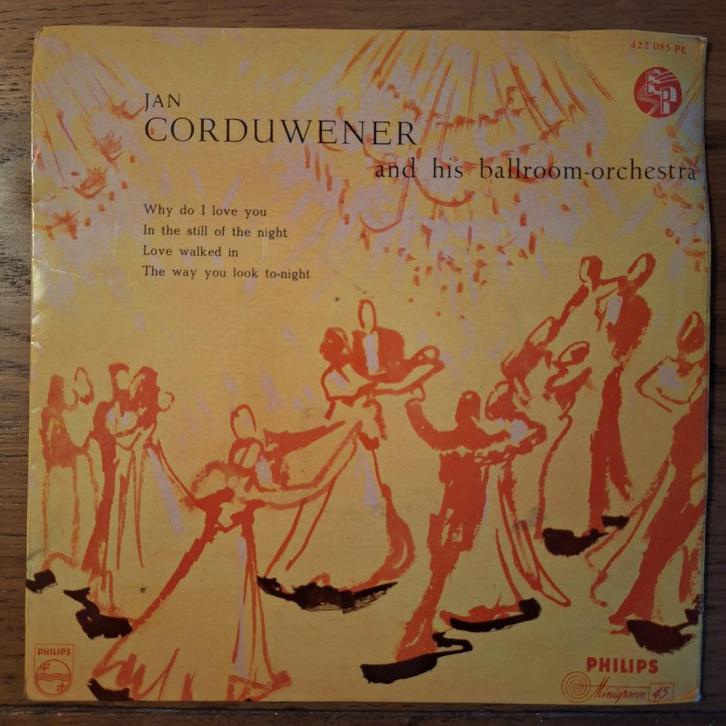 422 085 PE
EP
JAN
CORDUWENER
and his ballroom-orchestra
Why do I love you
In the still of the night
Love walked in
The way you look to-night
PHILIPS
PHILIPS
Minigroove 45